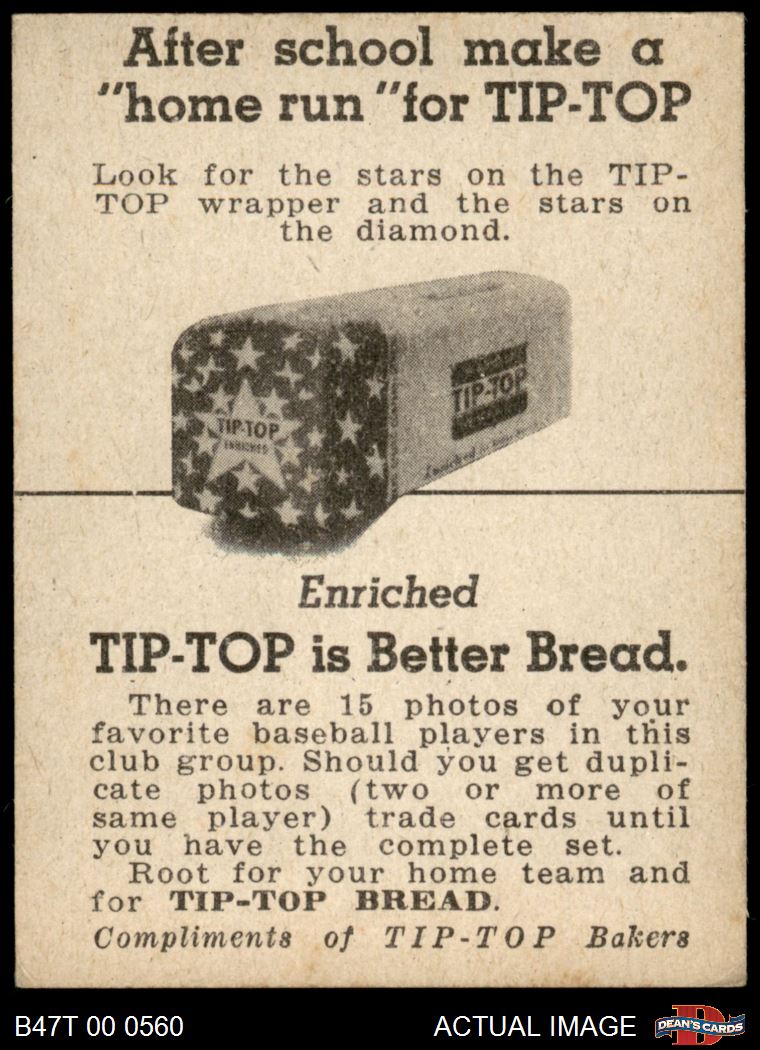 After school make a
"home run" for TIP-TOP
Look for the stars on the TIP-
TOP wrapper and the stars on
the diamond.
TIP-TOP
TIP-TOP
ENRICHED
Enriched
Enriched
TIP-TOP is Better Bread.
There are 15 photos of your
favorite baseball players in this
club group. Should you get dupli-
cate photos (two or more of
same player) trade cards until
you have the complete set.
Root for your home team and
for TIP-TOP BREAD.
Compliments of TIP-TOP Bakers
B47T 00 0560
ACTUAL IMAGE
D
DEAN'S CARDS